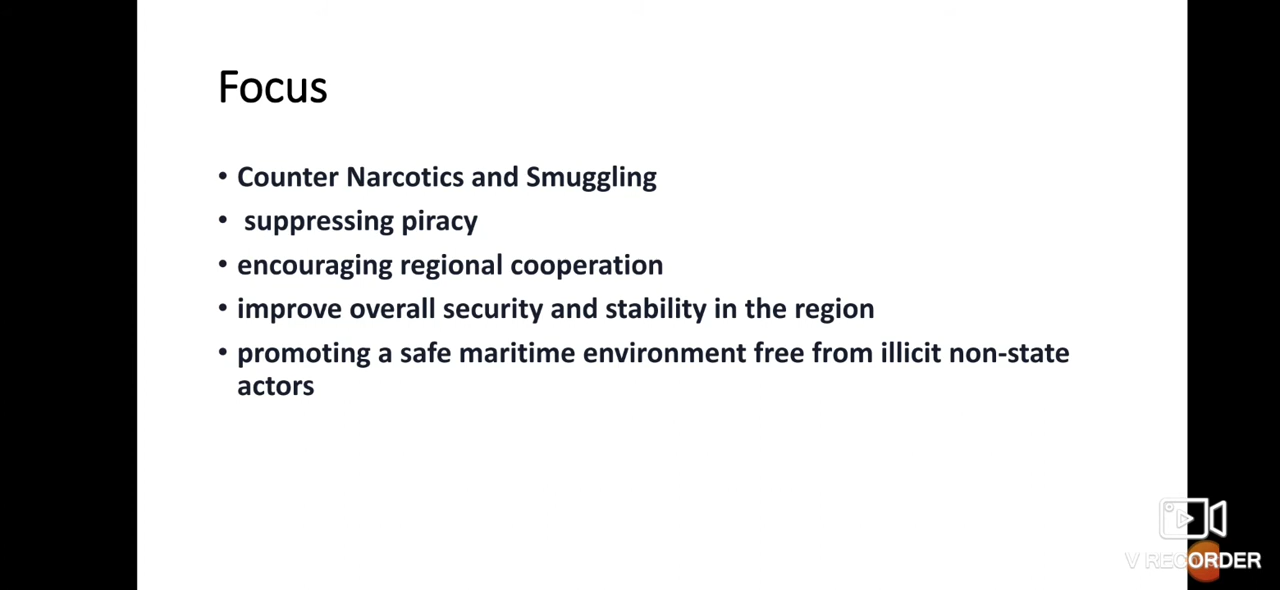 Focus
• Counter Narcotics and Smuggling
• suppressing piracy
• encouraging regional cooperation
• improve overall security and stability in the region
• promoting a safe maritime environment free from illicit non-state
actors
V RECORDER